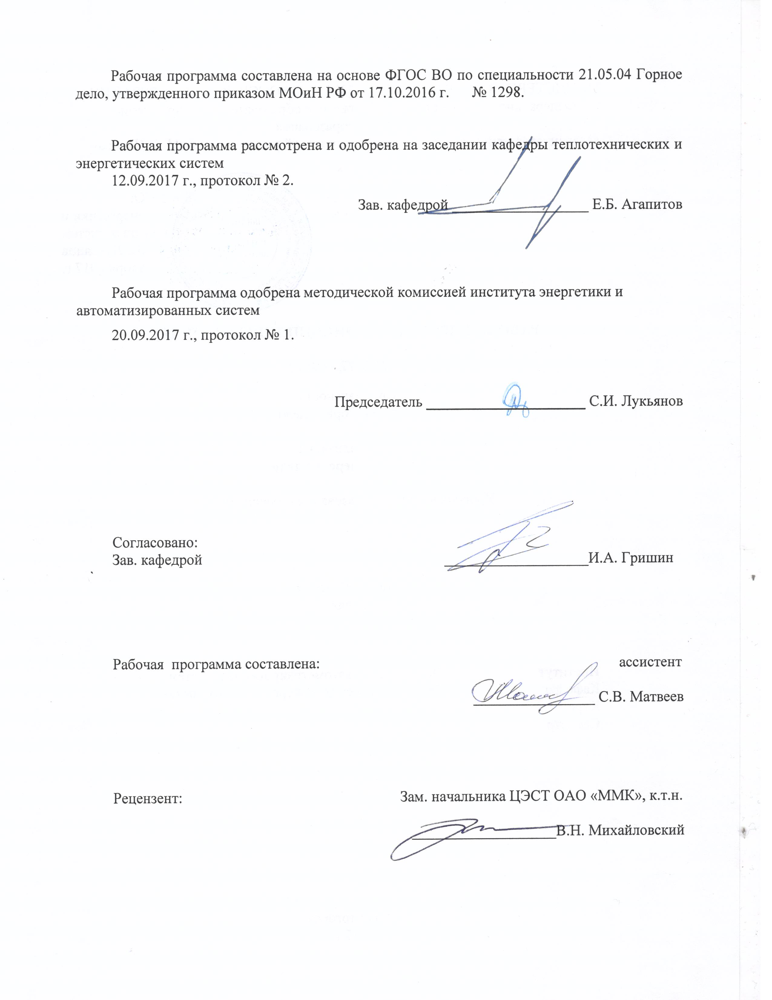 Рабочая программа составлена на основе ФГОС ВО по специальности 21.05.04 Горное
дело, утвержденного приказом МОиН РФ от 17.10.2016 г. № 1298.
Рабочая программа рассмотрена и одобрена на заседании кафедры теплотехнических и
энергетических систем
12.09.2017 г., протокол № 2.
Зав. кафедрой ____________________ Е.Б. Агапитов
Рабочая программа одобрена методической комиссией института энергетики и
автоматизированных систем
20.09.2017 г., протокол № 1.
Председатель ____________________ С.И. Лукьянов
Согласовано:
Зав. кафедрой ____________________И.А. Гришин
Рабочая программа составлена: ассистент
____________________ С.В. Матвеев
Рецензент: Зам. начальника ЦЭСТ ОАО «ММК», к.т.н.
____________________В.Н. Михайловский